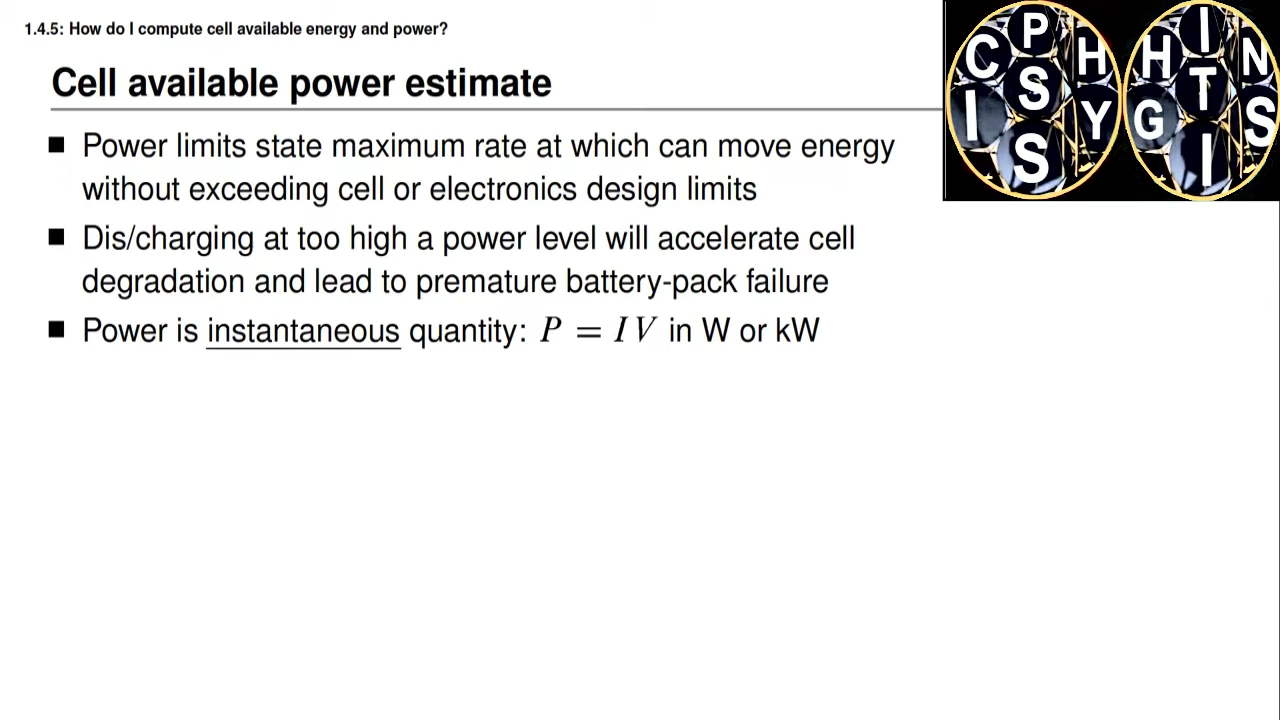 1.4.5: How do I compute cell available energy and power?
Cell available power estimate
■ Power limits state maximum rate at which can move energy
without exceeding cell or electronics design limits
■ Dis/charging at too high a power level will accelerate cell
degradation and lead to premature battery-pack failure
■ Power is instantaneous quantity: P = IV in W or kW
P
C H
S
I Y
S
I
H N
T
G S
I